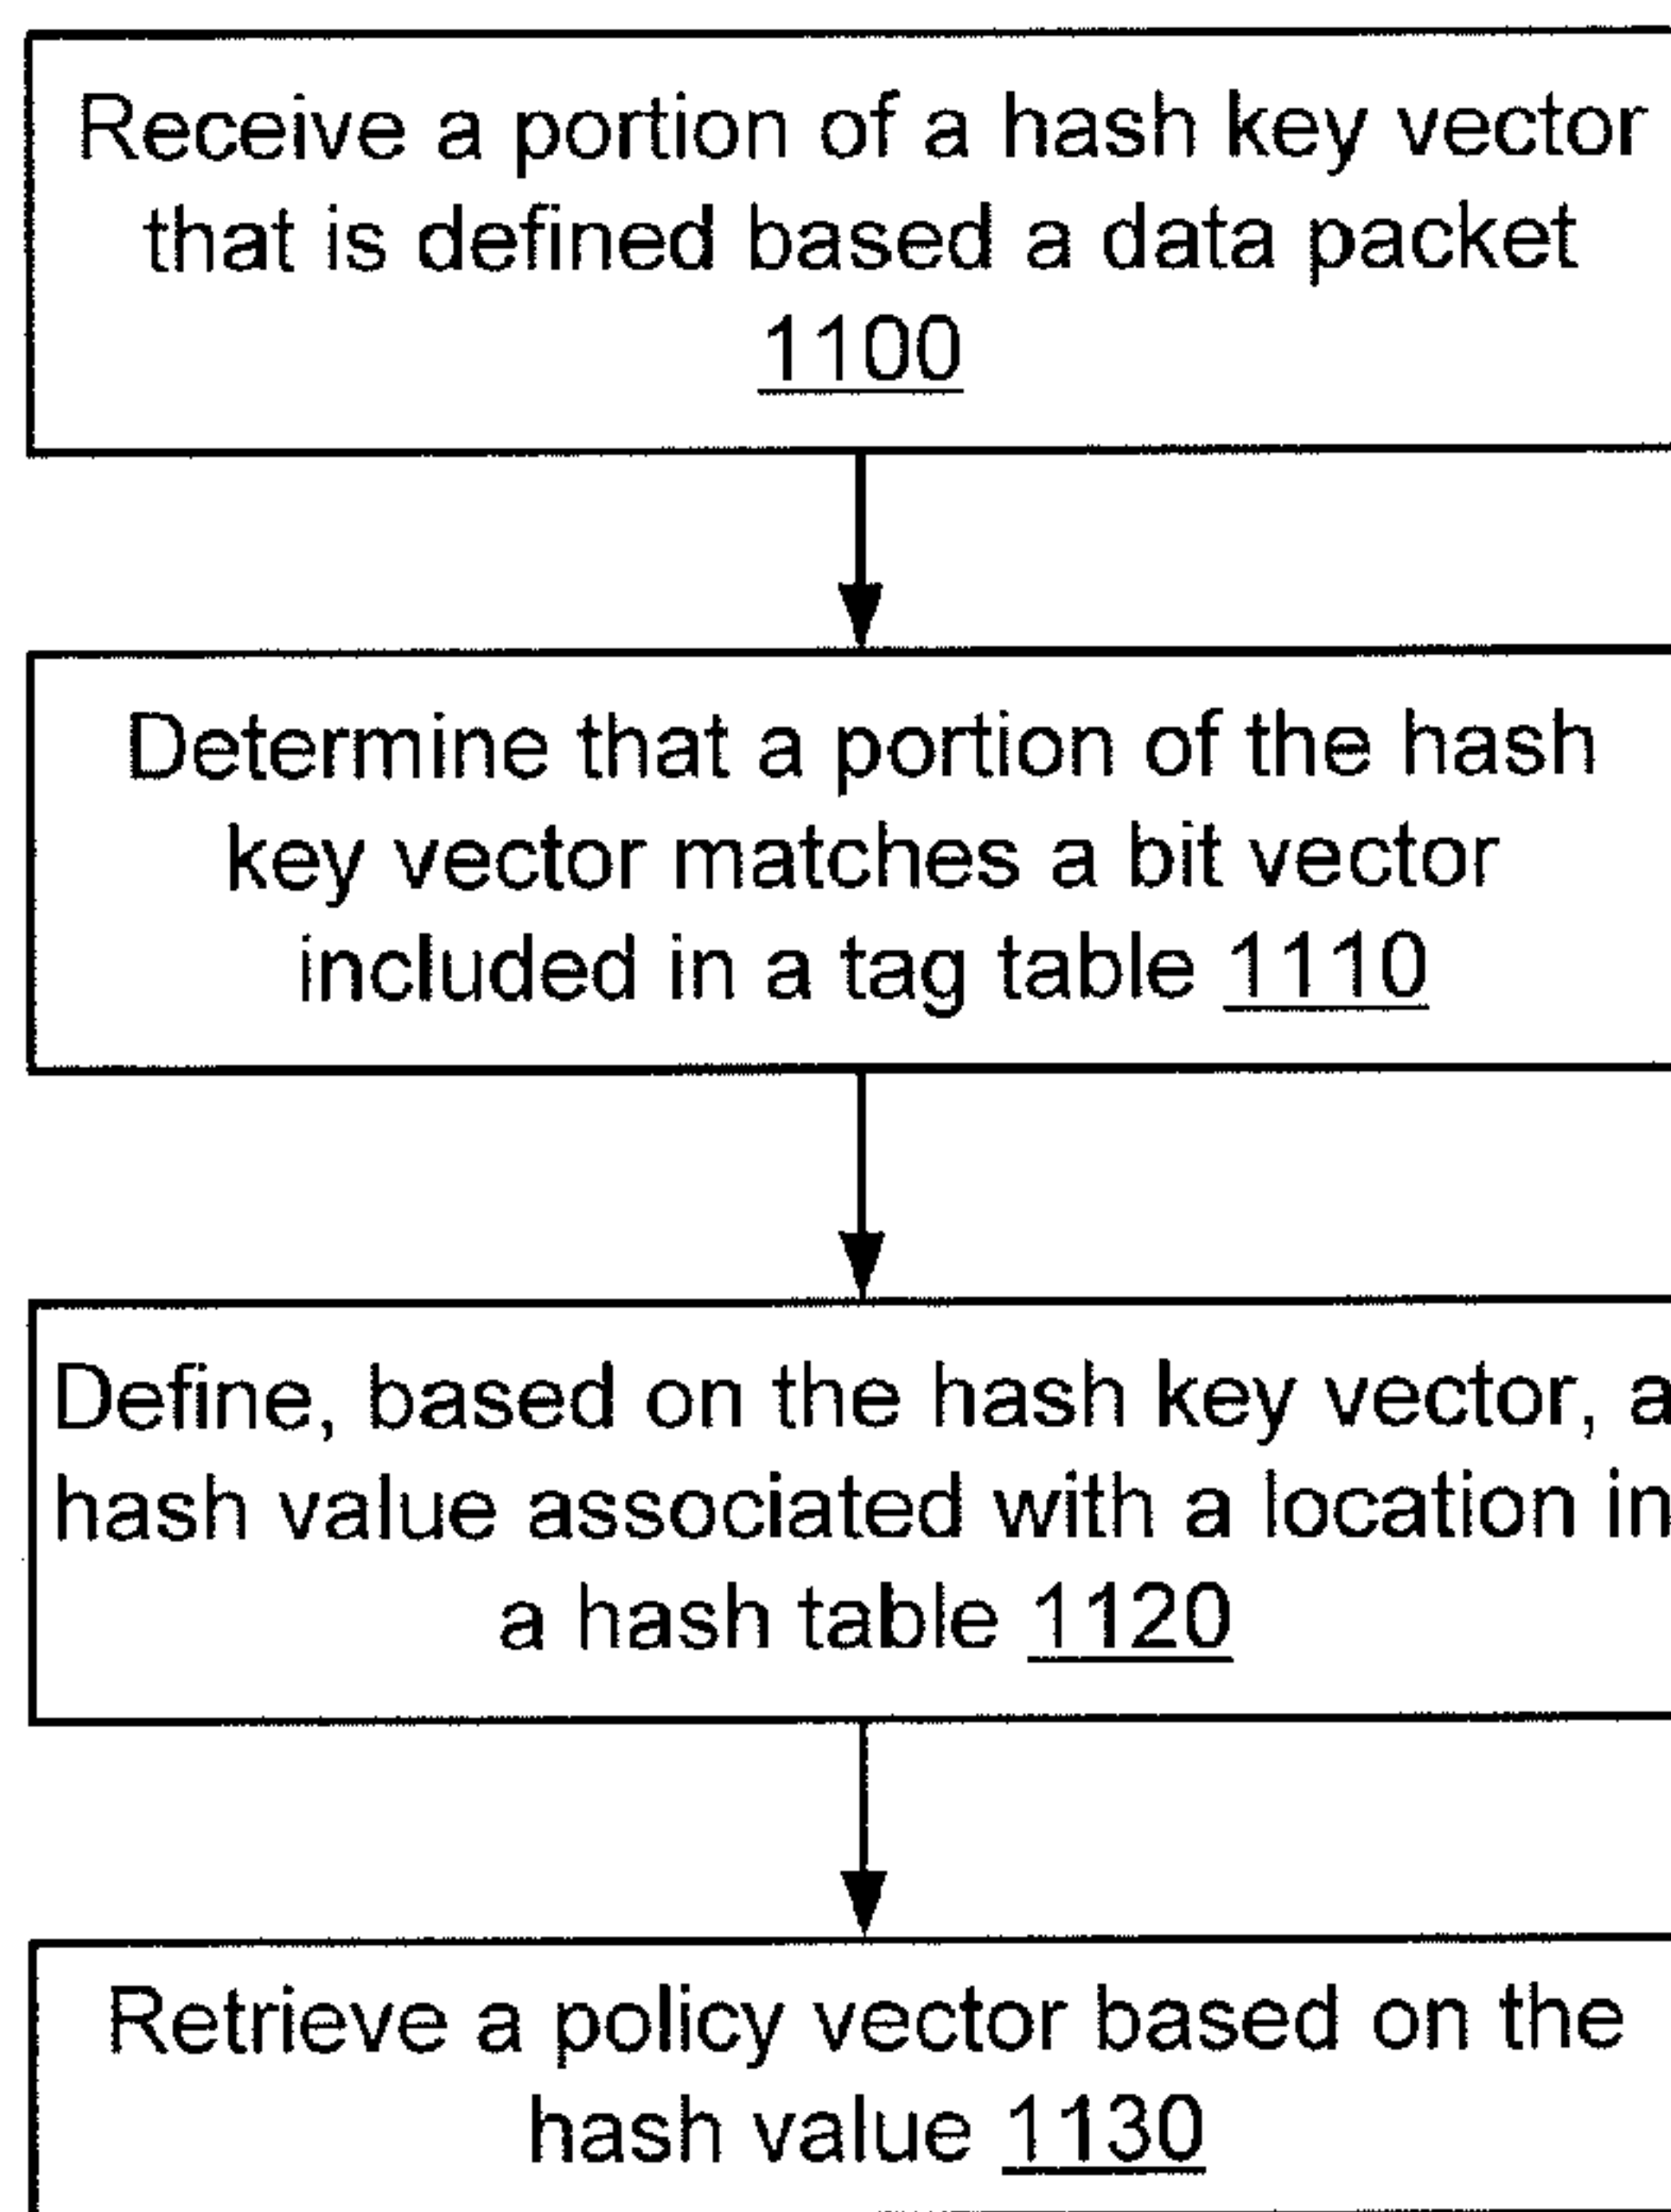 Receive a portion of a hash key vector
that is defined based a data packet
1100
Determine that a portion of the hash
key vector matches a bit vector
included in a tag table 1110
Define, based on the hash key vector, a
hash value associated with a location in
a hash table 1120
Retrieve a policy vector based on the
hash value 1130